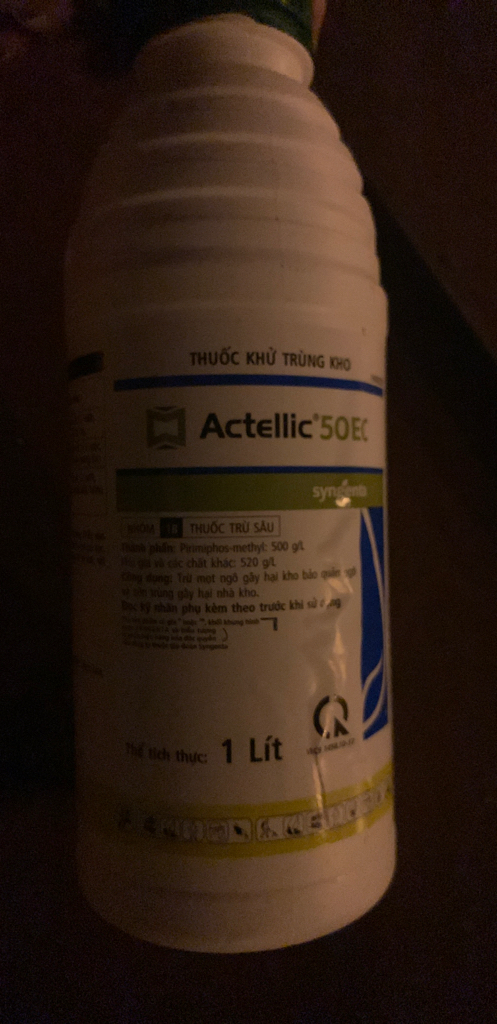 THUỐC KHỬ TRÙNG KHO
Actellic® 50EC
syngenta
NHÓM 1B THUỐC TRỪ SÂU
Thành phần: Pirimiphos-methyl: 500 g/L
Phụ gia và các chất khác: 520 g/L
Công dụng: Trừ mọt ngô gây hại kho bảo quản ngô
và côn trùng gây hại nhà kho.
Đọc kỹ nhãn phụ kèm theo trước khi sử dụng
Thể tích thực: 1 Lít